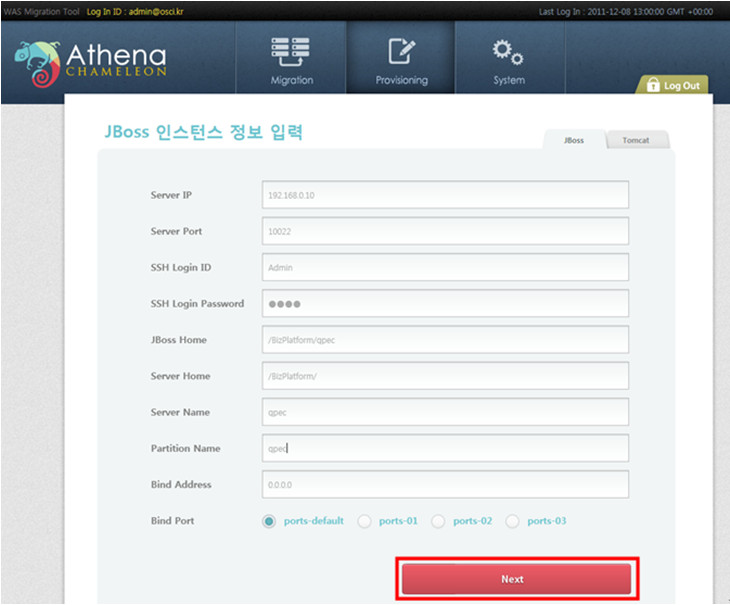 WAS Migration Tool Log In ID : admin@osci.kr Last Log In : 2011-12-08 13:00:00 GMT +00:00
Athena
CHAMELEON
Migration Provisioning System
Log Out
JBoss 인스턴스 정보 입력
JBoss Tomcat
Server IP 192.168.0.10
Server Port 10022
SSH Login ID Admin
SSH Login Password ●●●●
JBoss Home /BizPlatform/qpec
Server Home /BizPlatform/
Server Name qpec
Partition Name qpec
Bind Address 0.0.0.0
Bind Port ports-default ports-01 ports-02 ports-03
Next